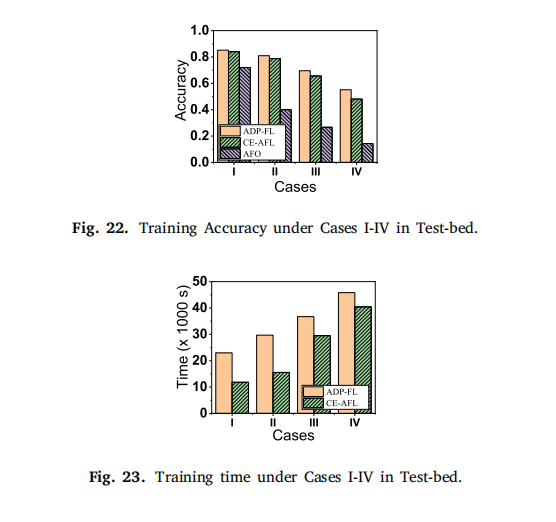 1.0
0.8
0.6
0.4
0.2
0.0
Accuracy
ADP-FL
CE-AFL
AFO
I II III IV
Cases
Fig. 22. Training Accuracy under Cases I-IV in Test-bed.
50
40
30
20
10
0
Time (x 1000 s)
ADP-FL
CE-AFL
I II III IV
Cases
Fig. 23. Training time under Cases I-IV in Test-bed.